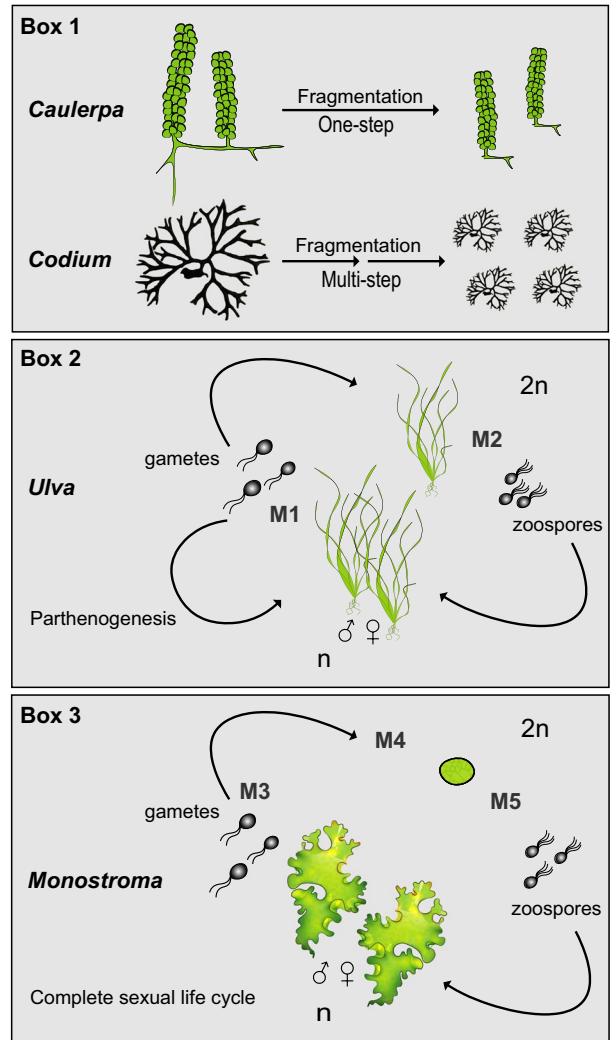 Box 1
Caulerpa
Fragmentation
One-step
Codium
Fragmentation
Multi-step
Box 2
2n
M2
gametes
Ulva
M1
zoospores
Parthenogenesis
♂ ♀
n
Box 3
2n
M4
M3
M5
gametes
Monostroma
zoospores
♂ ♀
Complete sexual life cycle
n